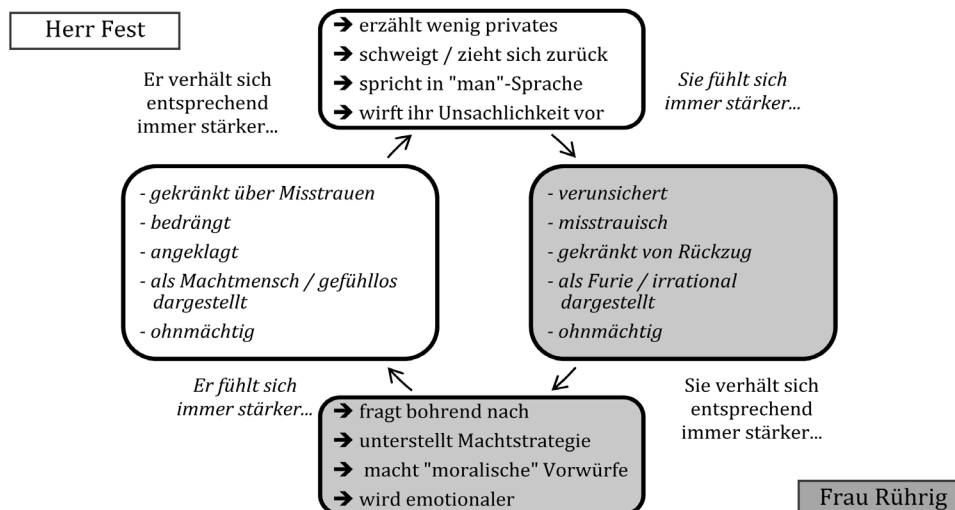 Herr Fest
➔ erzählt wenig privates
➔ schweigt / zieht sich zurück
➔ spricht in "man"-Sprache
➔ wirft ihr Unsachlichkeit vor
Er verhält sich
entsprechend
immer stärker...
Sie fühlt sich
immer stärker...
- gekränkt über Misstrauen
- bedrängt
- angeklagt
- als Machtmensch / gefühllos
dargestellt
- ohnmächtig
- verunsichert
- misstrauisch
- gekränkt von Rückzug
- als Furie / irrational
dargestellt
- ohnmächtig
Er fühlt sich
immer stärker...
Sie verhält sich
entsprechend
immer stärker...
➔ fragt bohrend nach
➔ unterstellt Machtstrategie
➔ macht "moralische" Vorwürfe
➔ wird emotionaler
Frau Rührig